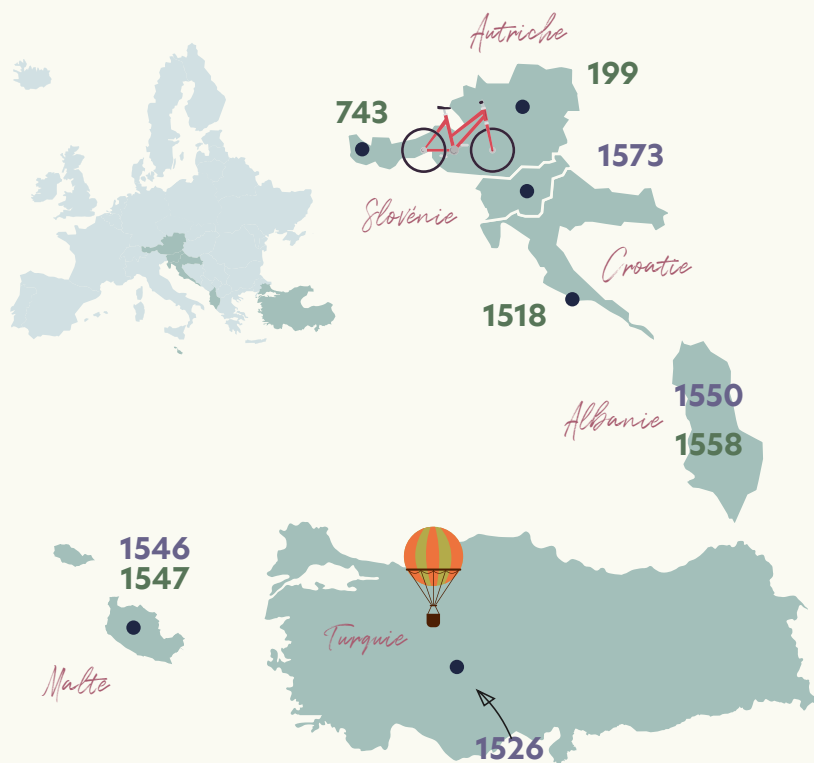 Autriche
199
743
1573
Slovénie
Croatie
1518
1550
Albanie
1558
1546
1547
Turquie
Malte
1526